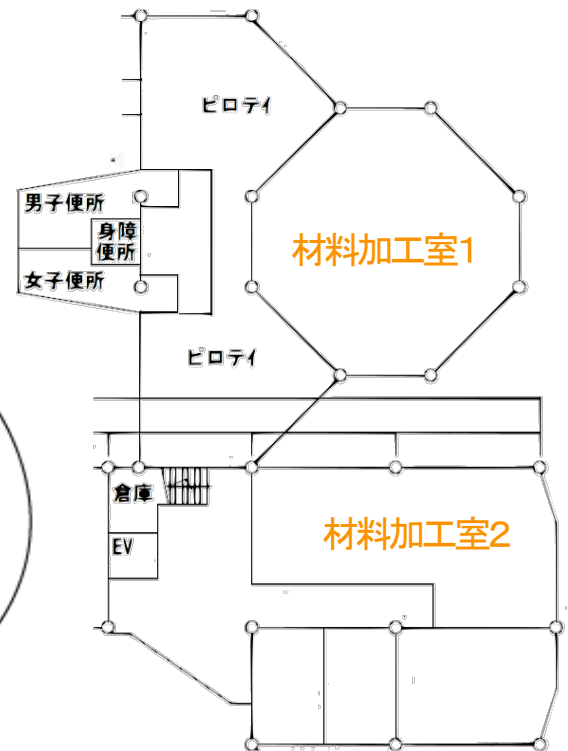 ピロティ
男子便所
身障
便所
材料加工室1
女子便所
ピロティ
倉庫
材料加工室2
EV